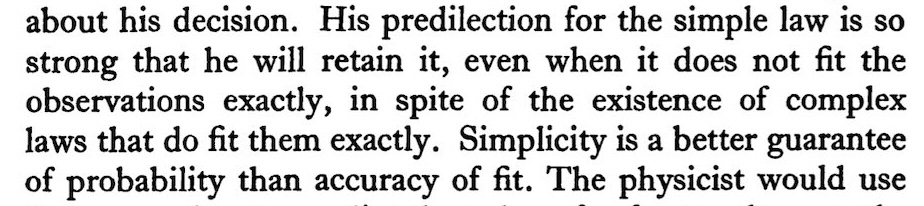 about his decision. His predilection for the simple law is so
strong that he will retain it, even when it does not fit the
observations exactly, in spite of the existence of complex
laws that do fit them exactly. Simplicity is a better guarantee
of probability than accuracy of fit. The physicist would use